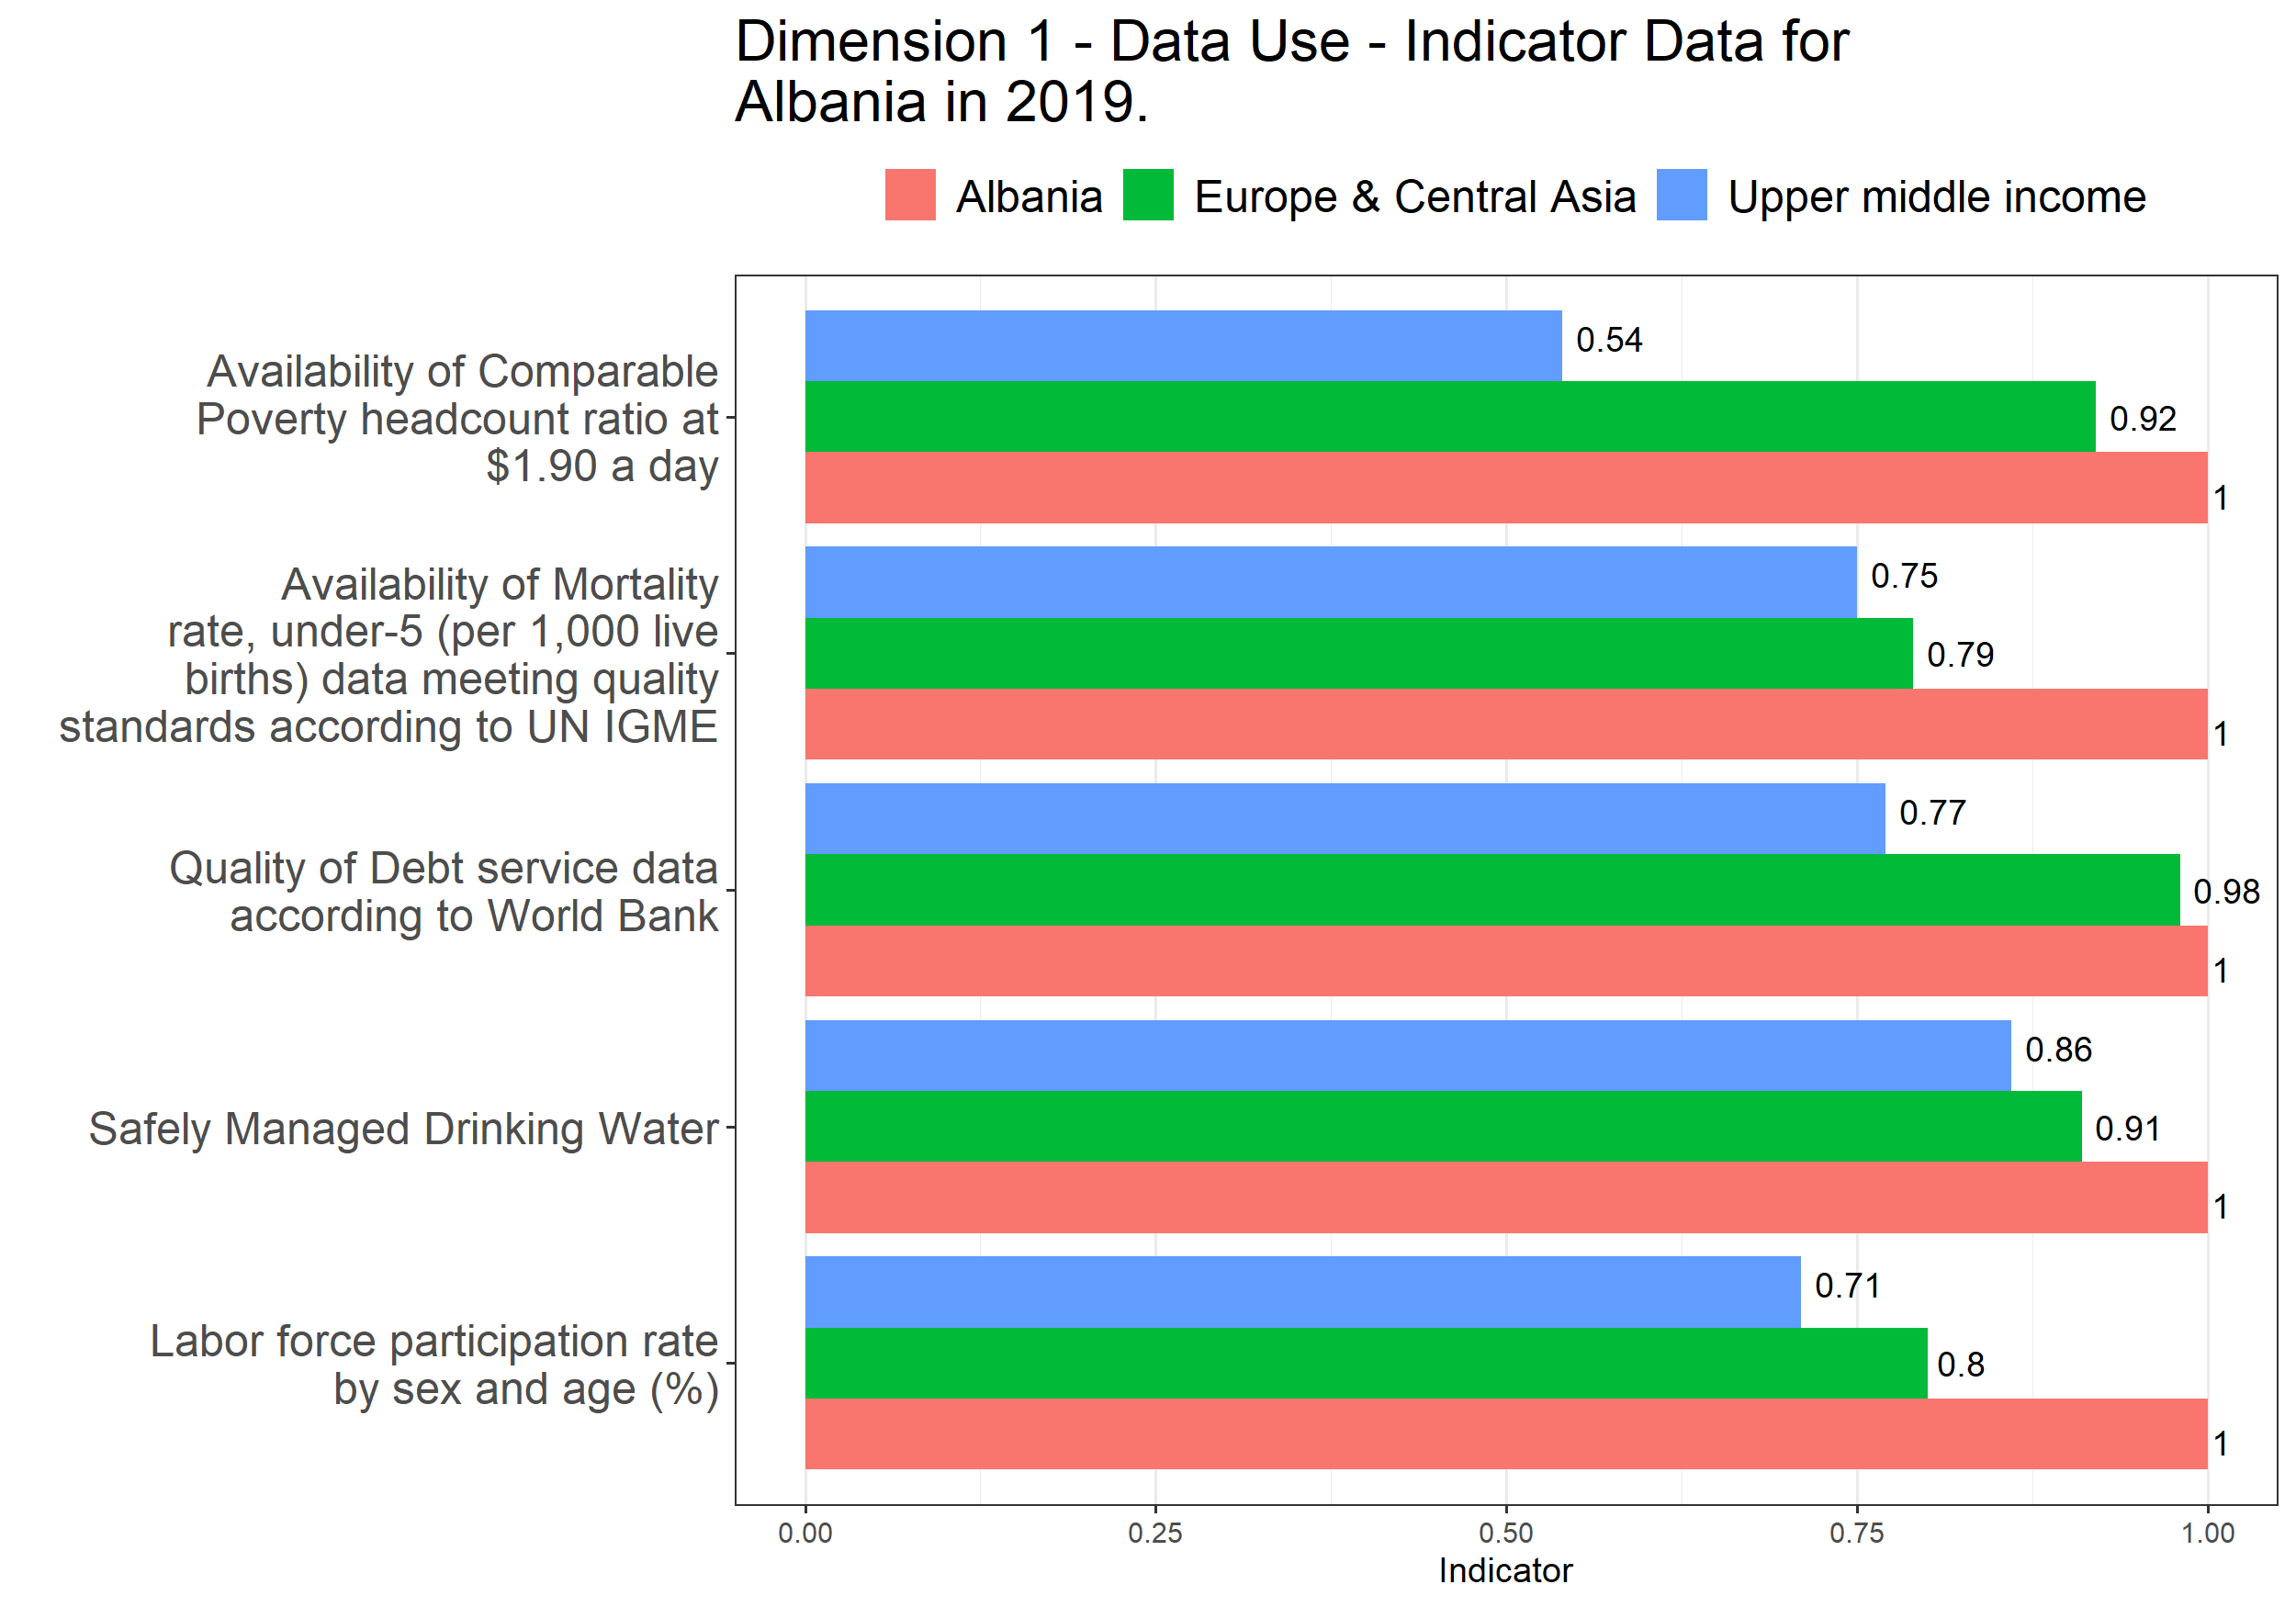 Dimension 1 - Data Use - Indicator Data for
Albania in 2019.
Albania
Europe & Central Asia
Upper middle income
Availability of Comparable
Poverty headcount ratio at
$1.90 a day
0.54
0.92
1
Availability of Mortality
rate, under-5 (per 1,000 live
births) data meeting quality
standards according to UN IGME
0.75
0.79
1
Quality of Debt service data
according to World Bank
0.77
0.98
1
Safely Managed Drinking Water
0.86
0.91
1
Labor force participation rate
by sex and age (%)
0.71
0.8
1
0.00
0.25
0.50
0.75
1.00
Indicator